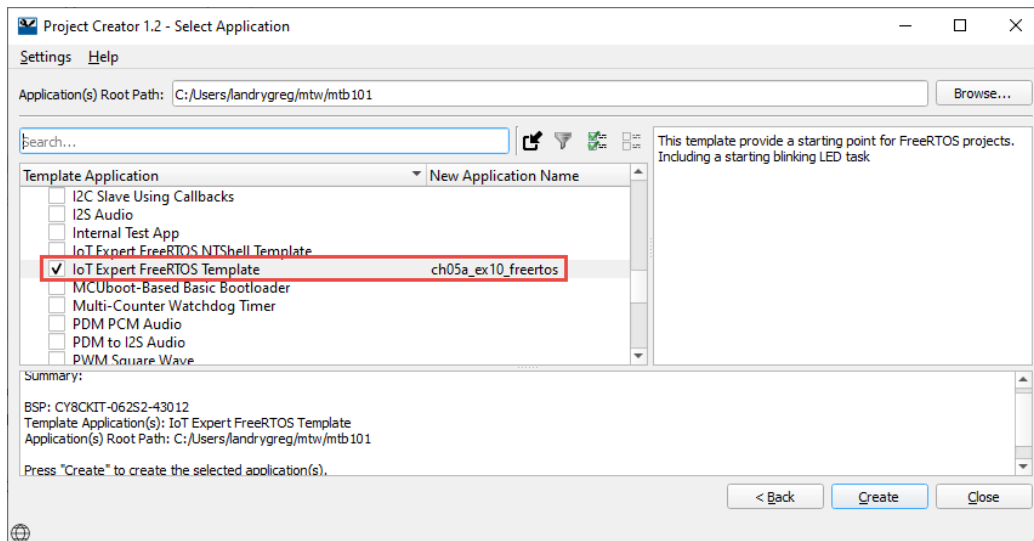 Project Creator 1.2 - Select Application
Settings Help
Application(s) Root Path: C:/Users/landrygreg/mtw/mtb101 Browse...
Search...
Template Application New Application Name
I2C Slave Using Callbacks
I2S Audio
Internal Test App
IoT Expert FreeRTOS NTShell Template
IoT Expert FreeRTOS Template ch05a_ex10_freertos
MCUboot-Based Basic Bootloader
Multi-Counter Watchdog Timer
PDM PCM Audio
PDM to I2S Audio
PWM Square Wave
This template provide a starting point for FreeRTOS projects.
Including a starting blinking LED task
Summary:
BSP: CY8CKIT-062S2-43012
Template Application(s): IoT Expert FreeRTOS Template
Application(s) Root Path: C:/Users/landrygreg/mtw/mtb101
Press "Create" to create the selected application(s).
< Back Create Close